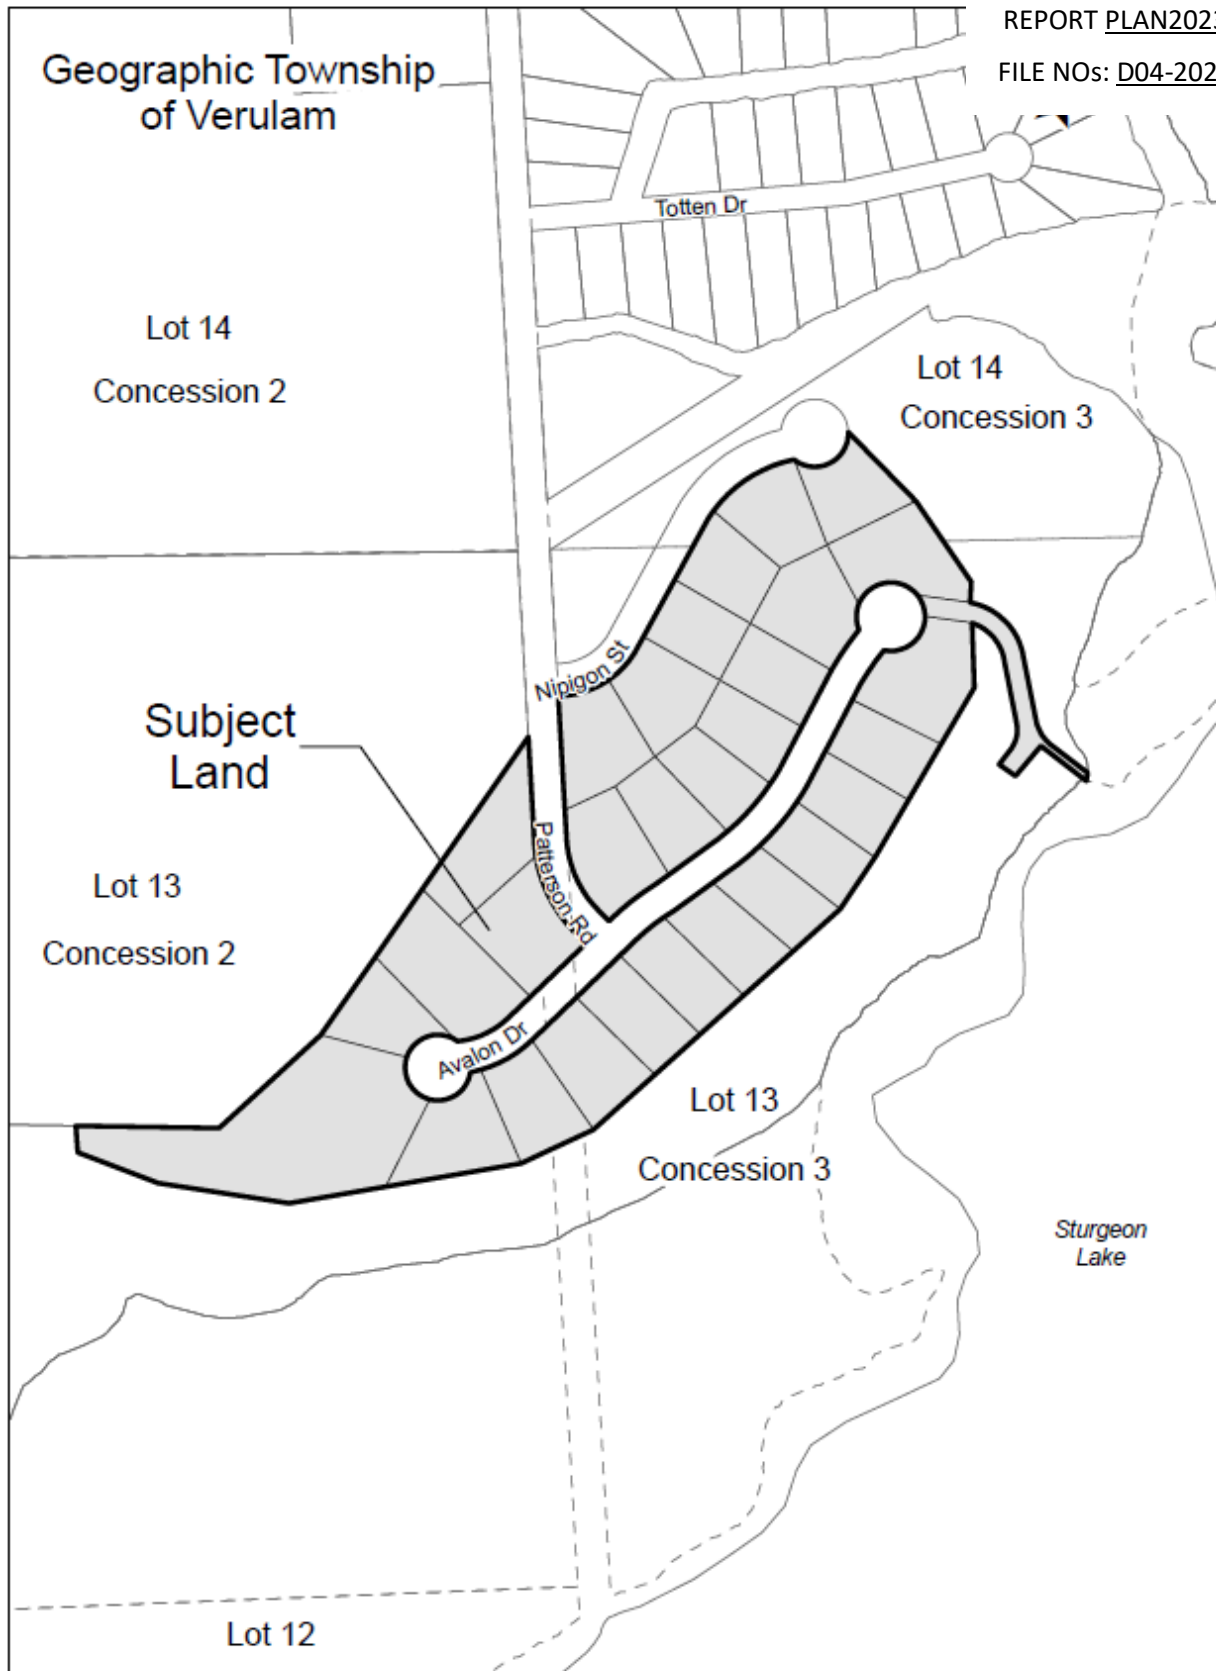 REPORT PLAN2023
FILE NOs: D04-202
Geographic Township
of Verulam
Totten Dr
Lot 14
Concession 2
Lot 14
Concession 3
Nipigon St
Subject
Land
Patterson Rd
Lot 13
Concession 2
Avalon Dr
Lot 13
Concession 3
Sturgeon
Lake
Lot 12